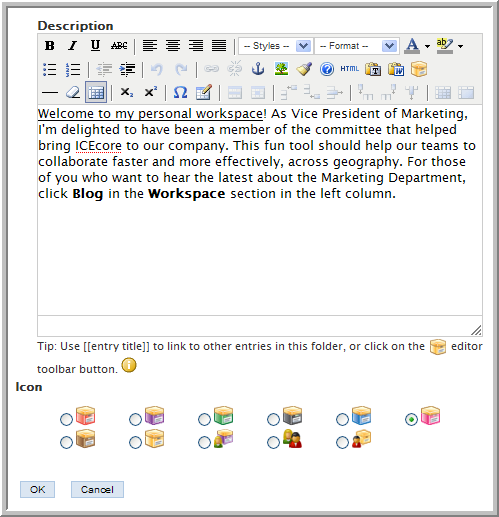 Description
B I U ABC -- Styles -- -- Format -- A ab
HTML T W
x₂ x² Ω
Welcome to my personal workspace! As Vice President of Marketing,
I'm delighted to have been a member of the committee that helped
bring ICEcore to our company. This fun tool should help our teams to
collaborate faster and more effectively, across geography. For those
of you who want to hear the latest about the Marketing Department,
click Blog in the Workspace section in the left column.
Tip: Use [[entry title]] to link to other entries in this folder, or click on the editor
toolbar button.
Icon
OK Cancel